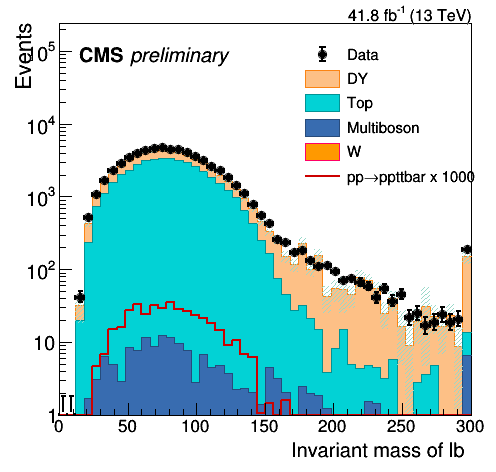 41.8 fb⁻¹ (13 TeV)
CMS preliminary
Data
DY
Top
Multiboson
W
pp→ppttbar x 1000
Events
10⁵
10⁴
10³
10²
10
1
0 50 100 150 200 250 300
Invariant mass of lb